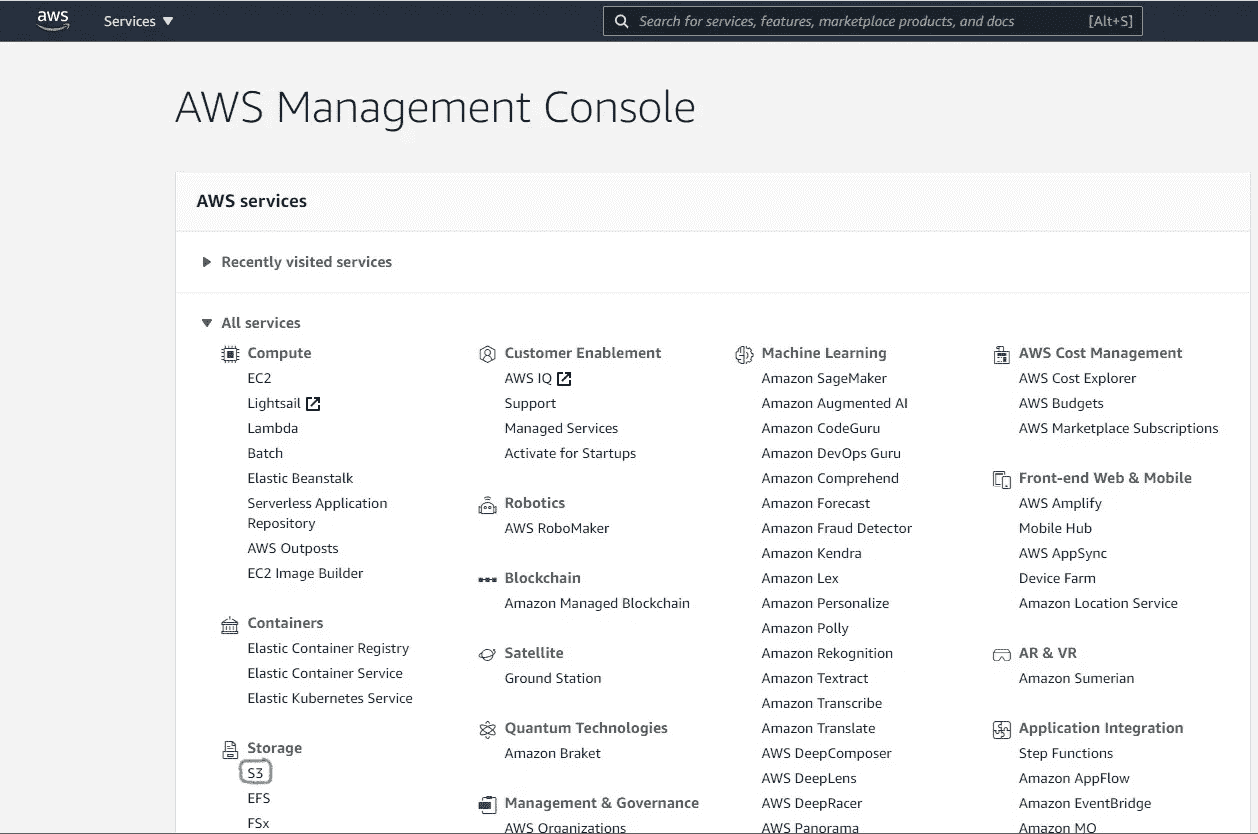 aws
Services
Search for services, features, marketplace products, and docs
[Alt+S]
AWS Management Console
AWS services
Recently visited services
All services
Compute
EC2
Lightsail
Lambda
Batch
Elastic Beanstalk
Serverless Application
Repository
AWS Outposts
EC2 Image Builder
Containers
Elastic Container Registry
Elastic Container Service
Elastic Kubernetes Service
Storage
S3
EFS
FSx
Customer Enablement
AWS IQ
Support
Managed Services
Activate for Startups
Robotics
AWS RoboMaker
Blockchain
Amazon Managed Blockchain
Satellite
Ground Station
Quantum Technologies
Amazon Braket
Management & Governance
AWS Organizations
Machine Learning
Amazon SageMaker
Amazon Augmented AI
Amazon CodeGuru
Amazon DevOps Guru
Amazon Comprehend
Amazon Forecast
Amazon Fraud Detector
Amazon Kendra
Amazon Lex
Amazon Personalize
Amazon Polly
Amazon Rekognition
Amazon Textract
Amazon Transcribe
Amazon Translate
AWS DeepComposer
AWS DeepLens
AWS DeepRacer
AWS Panorama
AWS Cost Management
AWS Cost Explorer
AWS Budgets
AWS Marketplace Subscriptions
Front-end Web & Mobile
AWS Amplify
Mobile Hub
AWS AppSync
Device Farm
Amazon Location Service
AR & VR
Amazon Sumerian
Application Integration
Step Functions
Amazon AppFlow
Amazon EventBridge
Amazon MQ